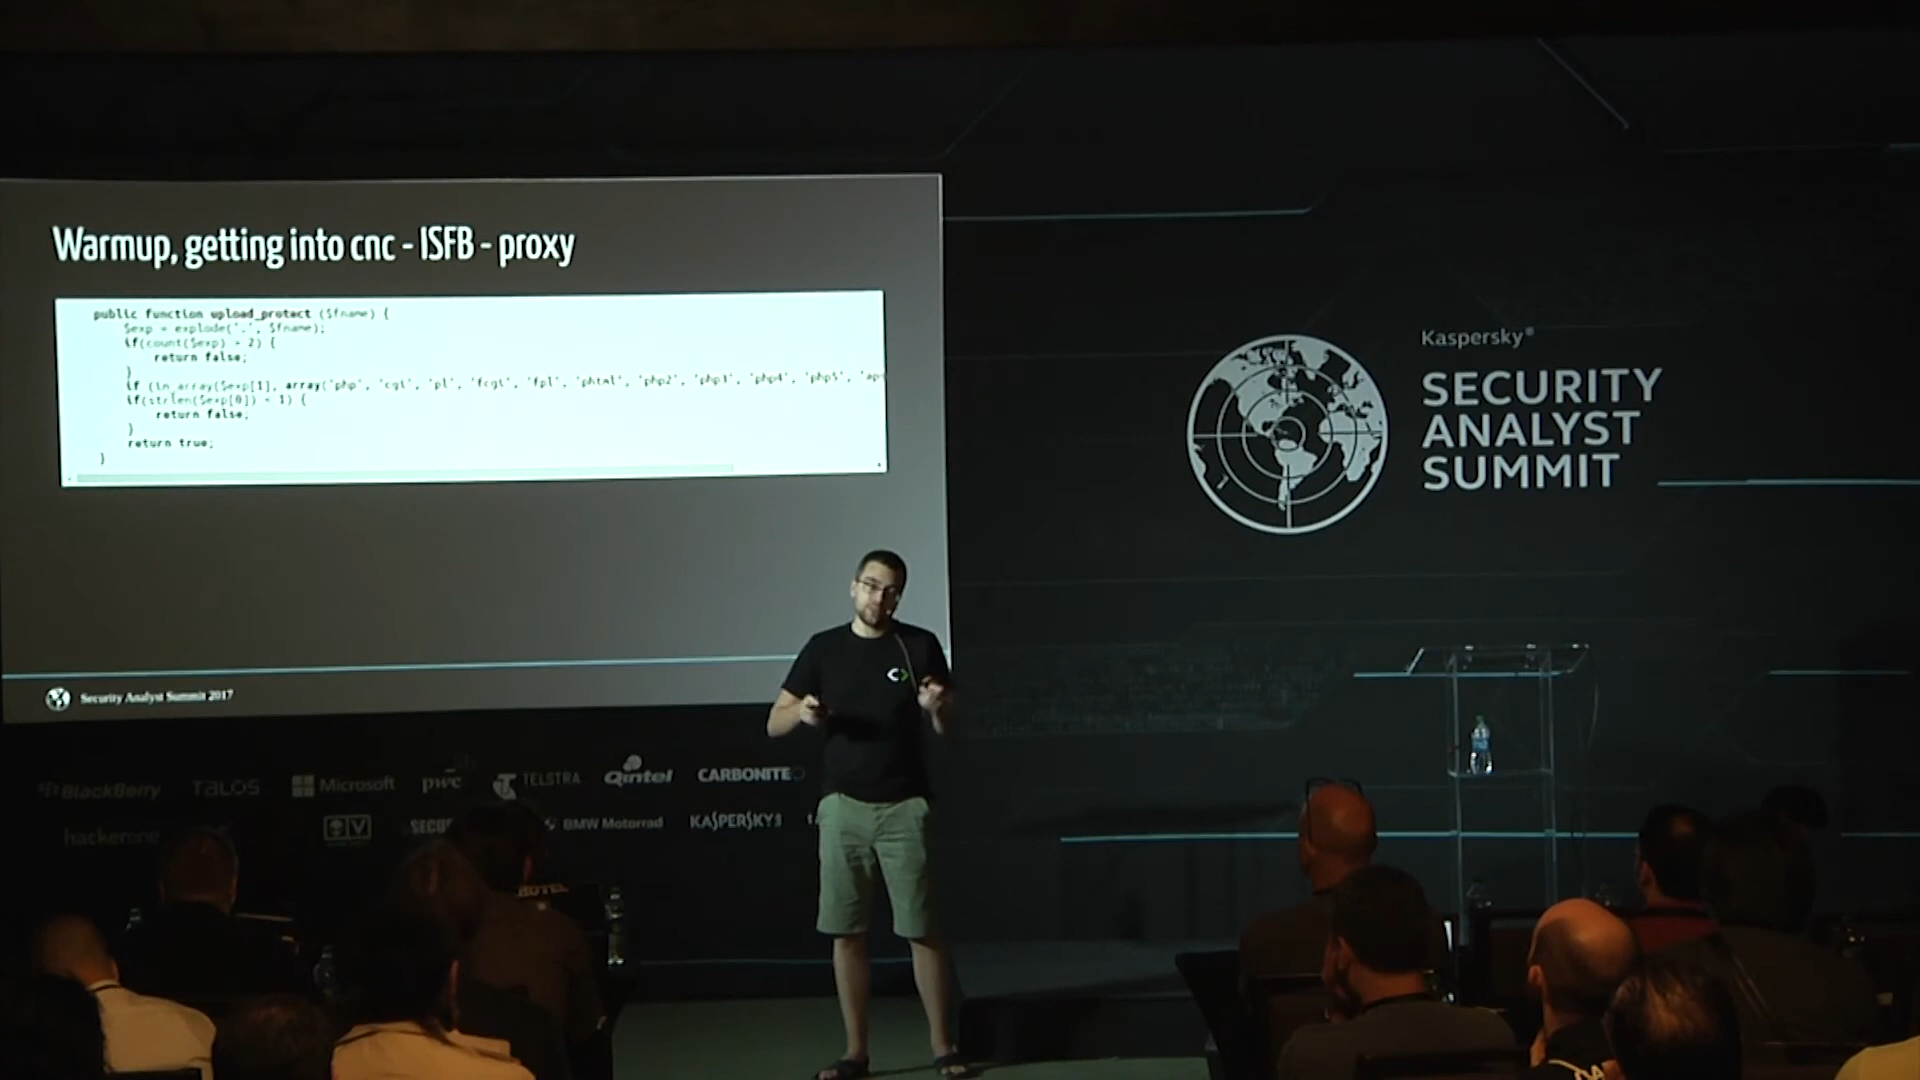 Warmup, getting into cnc - ISFB - proxy
public function upload_protect ($fname) {
$exp = explode('.', $fname);
if(count($exp) > 2) {
return false;
}
if (in_array($exp[1], array('php', 'cgi', 'pl', 'fcgi', 'fpl', 'phtml', 'php2', 'php3', 'php4', 'php5',
if(strlen($exp[0]) < 1) {
return false;
}
return true;
}
Security Analyst Summit 2017
Kaspersky®
SECURITY
ANALYST
SUMMIT
BlackBerry TALOS Microsoft pwc TELSTRA Qintel CARBONITE
hackerone BMW Motorrad KASPERSKY
HOTEL